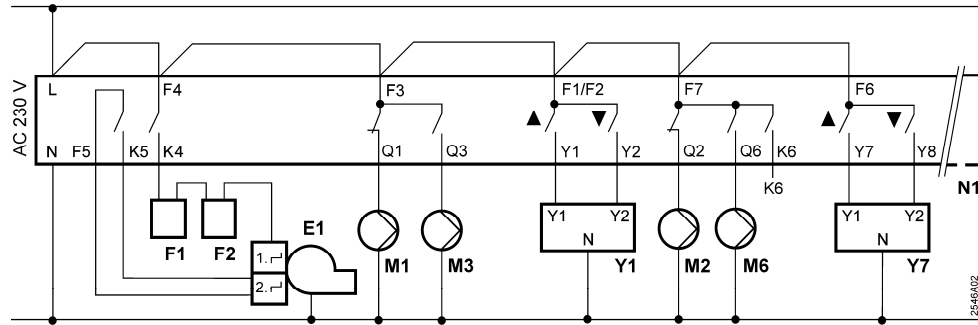 AC 230 V
L F4 F3 F1/F2 F7 F6
N F5 K5 K4 Q1 Q3 Y1 Y2 Q2 Q6 K6 Y7 Y8
K6
N1
F1 F2 E1 M1 M3 M2 M6
1.
2.
Y1 Y2
N
Y1
Y1 Y2
N
Y7
2546A02